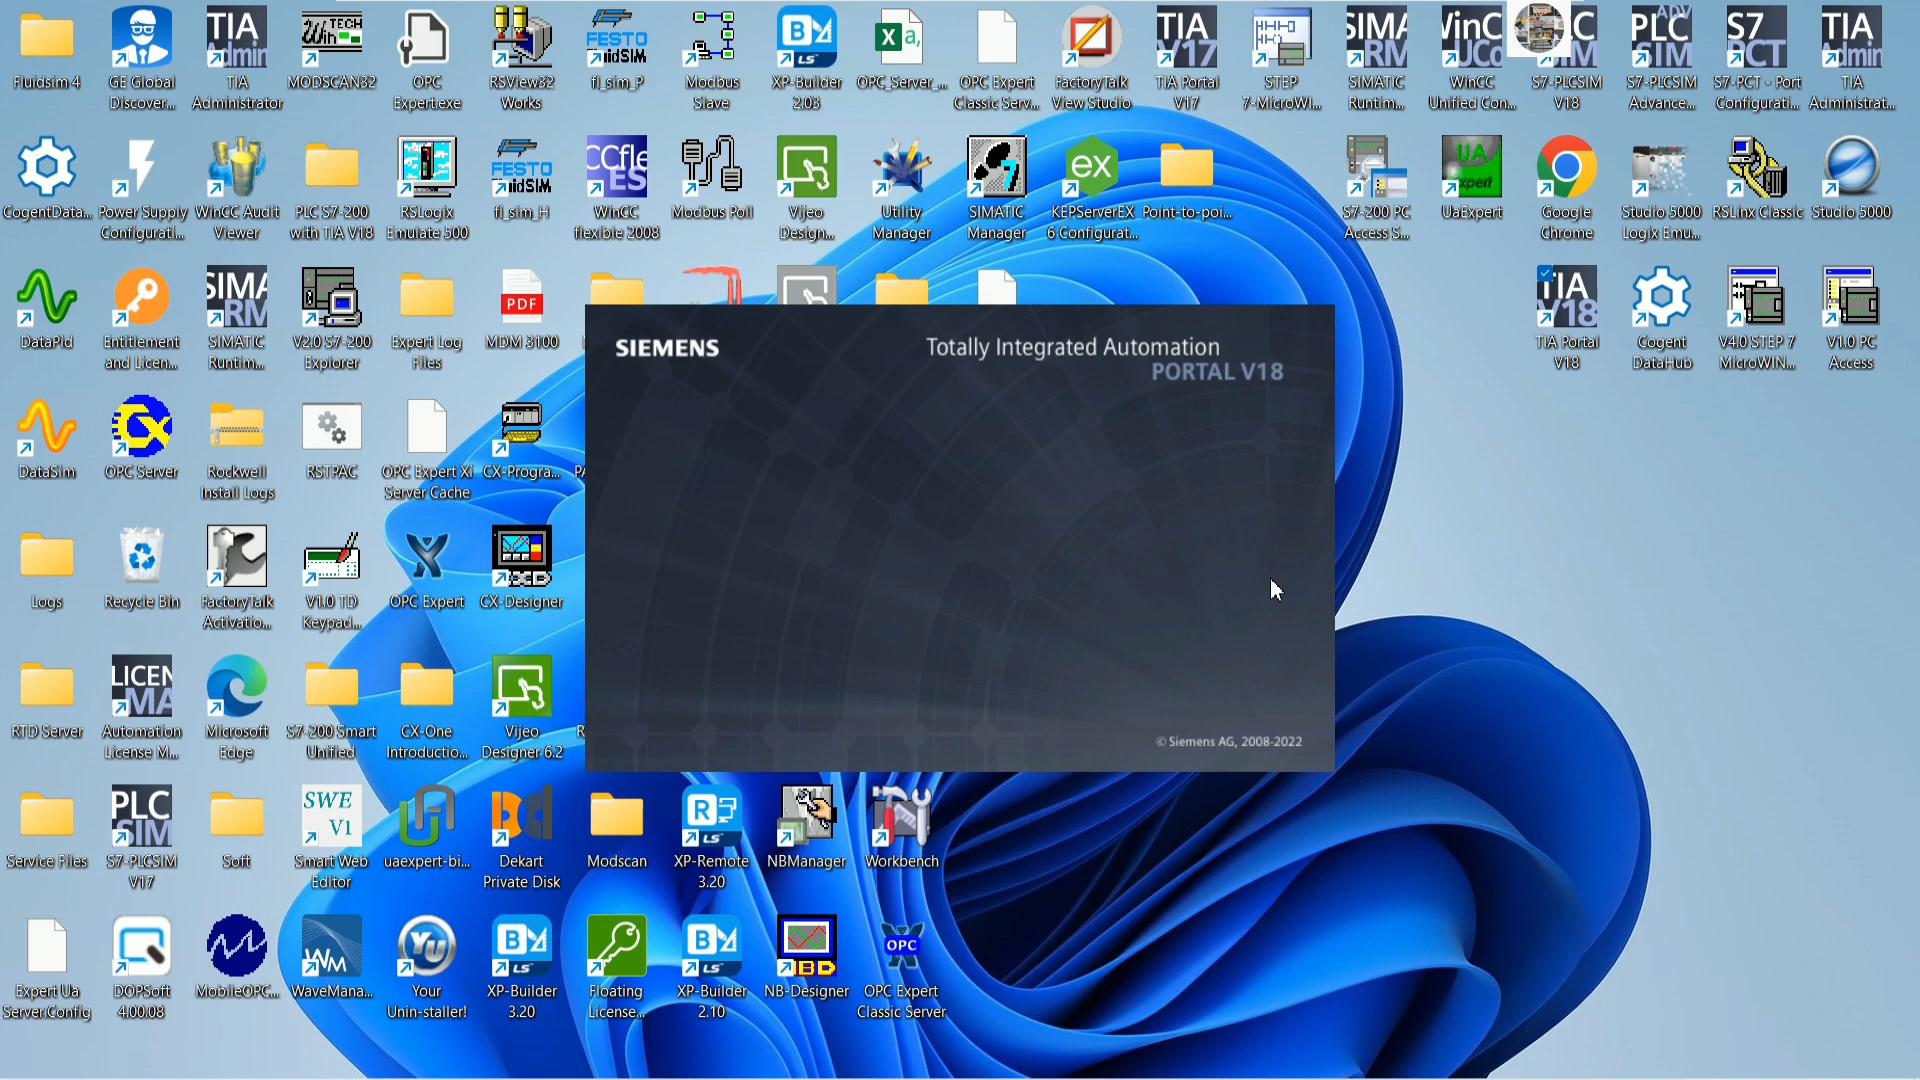 Fluidsim 4
GE Global
Discover...
TIA
Administrator
MODSCAN32
OPC
Expert.exe
RSView32
Works
fl_sim_P
Modbus
Slave
XP-Builder
2.03
OPC_Server_...
OPC Expert
Classic Serv...
FactoryTalk
View Studio
TIA Portal
V17
STEP
7-MicroWI...
SIMATIC
Runtim...
WinCC
Unified Con...
S7-PLCSIM
V18
S7-PLCSIM
Advance...
S7-PCT - Port
Configurati...
TIA
Administrat...
CogentData...
Power Supply
Configurati...
WinCC Audit
Viewer
PLC S7-200
with TIA V18
RSLogix
Emulate 500
fl_sim_H
WinCC
flexible 2008
Modbus Poll
Vijeo
Design...
Utility
Manager
SIMATIC
Manager
KEPServerEX
6 Configurat...
Point-to-poi...
S7-200 PC
Access S...
UaExpert
Google
Chrome
Studio 5000
Logix Emu...
RSLinx Classic
Studio 5000
DataPid
Entitlement
and Licen...
SIMATIC
Runtim...
V2.0 S7-200
Explorer
Expert Log
Files
PDF
MDM 3100
TIA Portal
V18
Cogent
DataHub
V4.0 STEP 7
MicroWIN...
V1.0 PC
Access
SIEMENS
Totally Integrated Automation
PORTAL V18
© Siemens AG, 2008-2022
DataSim
OPC Server
Rockwell
Install Logs
RSTPAC
OPC Expert Xi
Server Cache
CX-Progra...
Logs
Recycle Bin
FactoryTalk
Activatio...
V1.0 TD
Keypad...
OPC Expert
CX-Designer
RTD Server
Automation
License M...
Microsoft
Edge
S7-200 Smart
Unified
CX-One
Introductio...
Vijeo
Designer 6.2
Service Files
S7-PLCSIM
V17
Soft
Smart Web
Editor
uaexpert-bi...
Dekart
Private Disk
Modscan
XP-Remote
3.20
NBManager
Workbench
Expert Ua
Server.Config
DOPSoft
4.00.08
MobileOPC...
WaveMana...
Your
Unin-staller!
XP-Builder
3.20
Floating
License...
XP-Builder
2.10
NB-Designer
OPC Expert
Classic Server